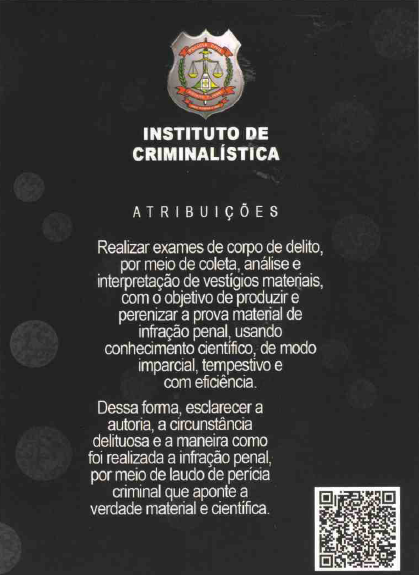 INSTITUTO DE
CRIMINALÍSTICA
ATRIBUIÇÕES
Realizar exames de corpo de delito,
por meio de coleta, análise e
interpretação de vestígios materiais,
com o objetivo de produzir e
perenizar a prova material de
infração penal, usando
conhecimento científico, de modo
imparcial, tempestivo e
com eficiência.
Dessa forma, esclarecer a
autoria, a circunstância
delituosa e a maneira como
foi realizada a infração penal,
por meio de laudo de perícia
criminal que aponte a
verdade material e científica.